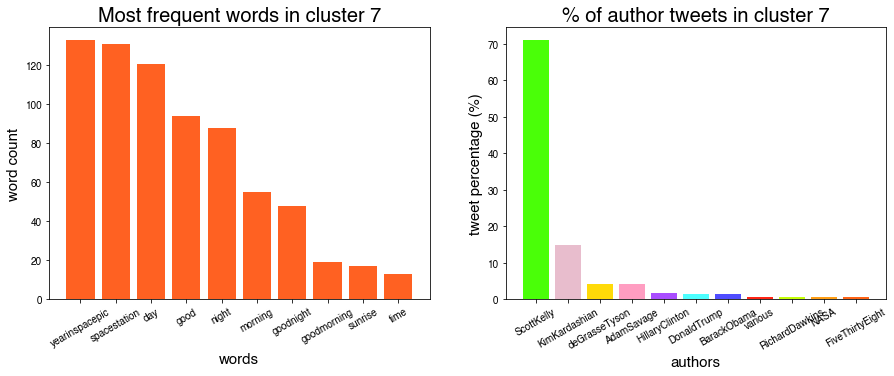 Most frequent words in cluster 7
word count
120
100
80
60
40
20
0
yearinspacepic
spacestation
day
good
night
morning
goodnight
goodmorning
sunrise
time
words
% of author tweets in cluster 7
tweet percentage (%)
70
60
50
40
30
20
10
0
ScottKelly
KimKardashian
deGrasseTyson
AdamSavage
HillaryClinton
DonaldTrump
BarackObama
various
RichardDawkins
NASA
FiveThirtyEight
authors